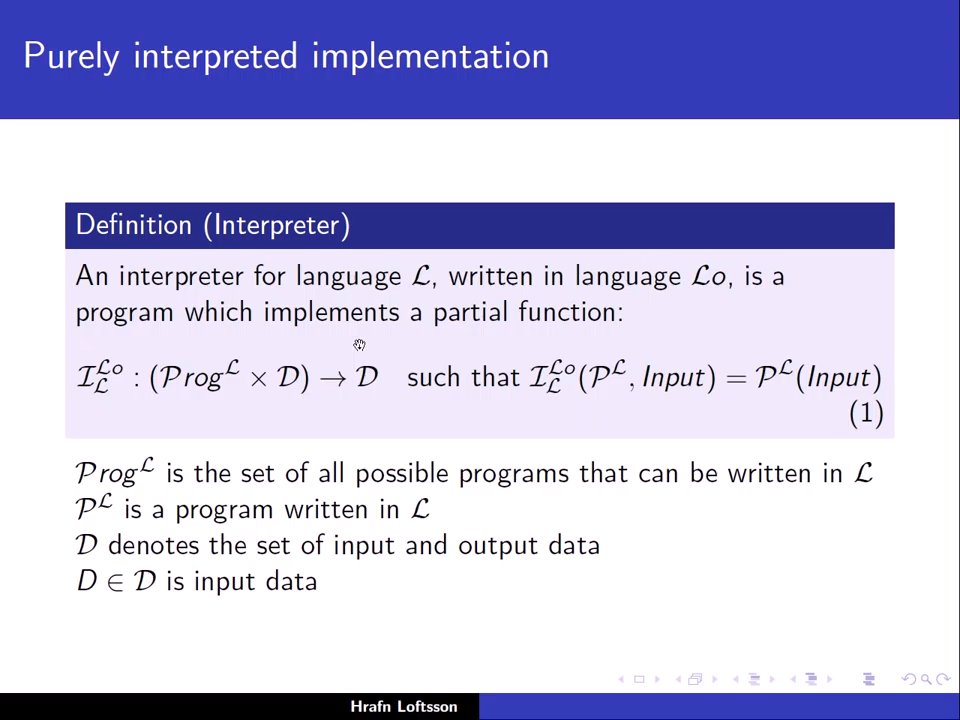 Purely interpreted implementation
Definition (Interpreter)
An interpreter for language ℒ, written in language ℒo, is a
program which implements a partial function:
ℐ_ℒ^ℒo : (𝒫rog^ℒ × 𝒟) → 𝒟 such that ℐ_ℒ^ℒo(𝒫^ℒ, Input) = 𝒫^ℒ(Input)
(1)
𝒫rog^ℒ is the set of all possible programs that can be written in ℒ
𝒫^ℒ is a program written in ℒ
𝒟 denotes the set of input and output data
D ∈ 𝒟 is input data
Hrafn Loftsson